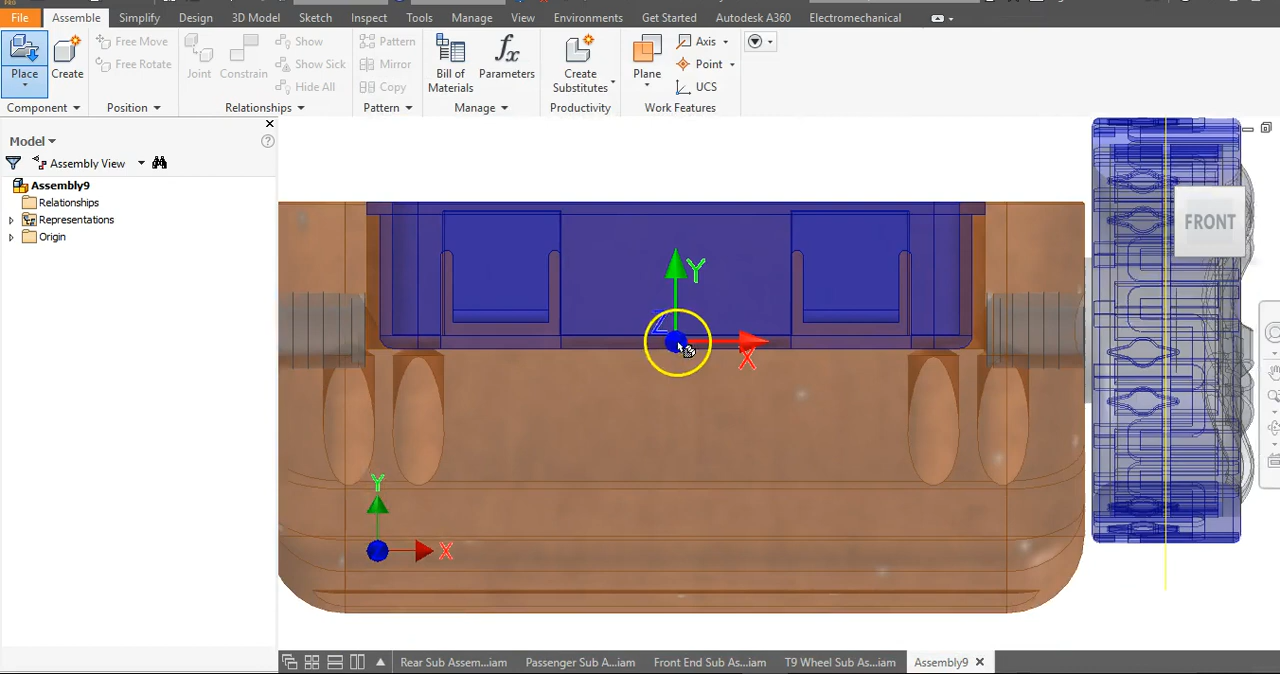 PRO
File Assemble Simplify Design 3D Model Sketch Inspect Tools Manage View Environments Get Started Autodesk A360 Electromechanical
Place
Create
Free Move
Free Rotate
Joint
Constrain
Show
Show Sick
Hide All
Pattern
Mirror
Copy
Bill of
Materials
fx
Parameters
Create
Substitutes
Plane
Axis
Point
UCS
Component Position Relationships Pattern Manage Productivity Work Features
Model
?
Assembly View
Assembly9
Relationships
Representations
Origin
FRONT
Y
Z
X
Y
X
Rear Sub Assem...iam Passenger Sub A...iam Front End Sub As...iam T9 Wheel Sub As...iam Assembly9